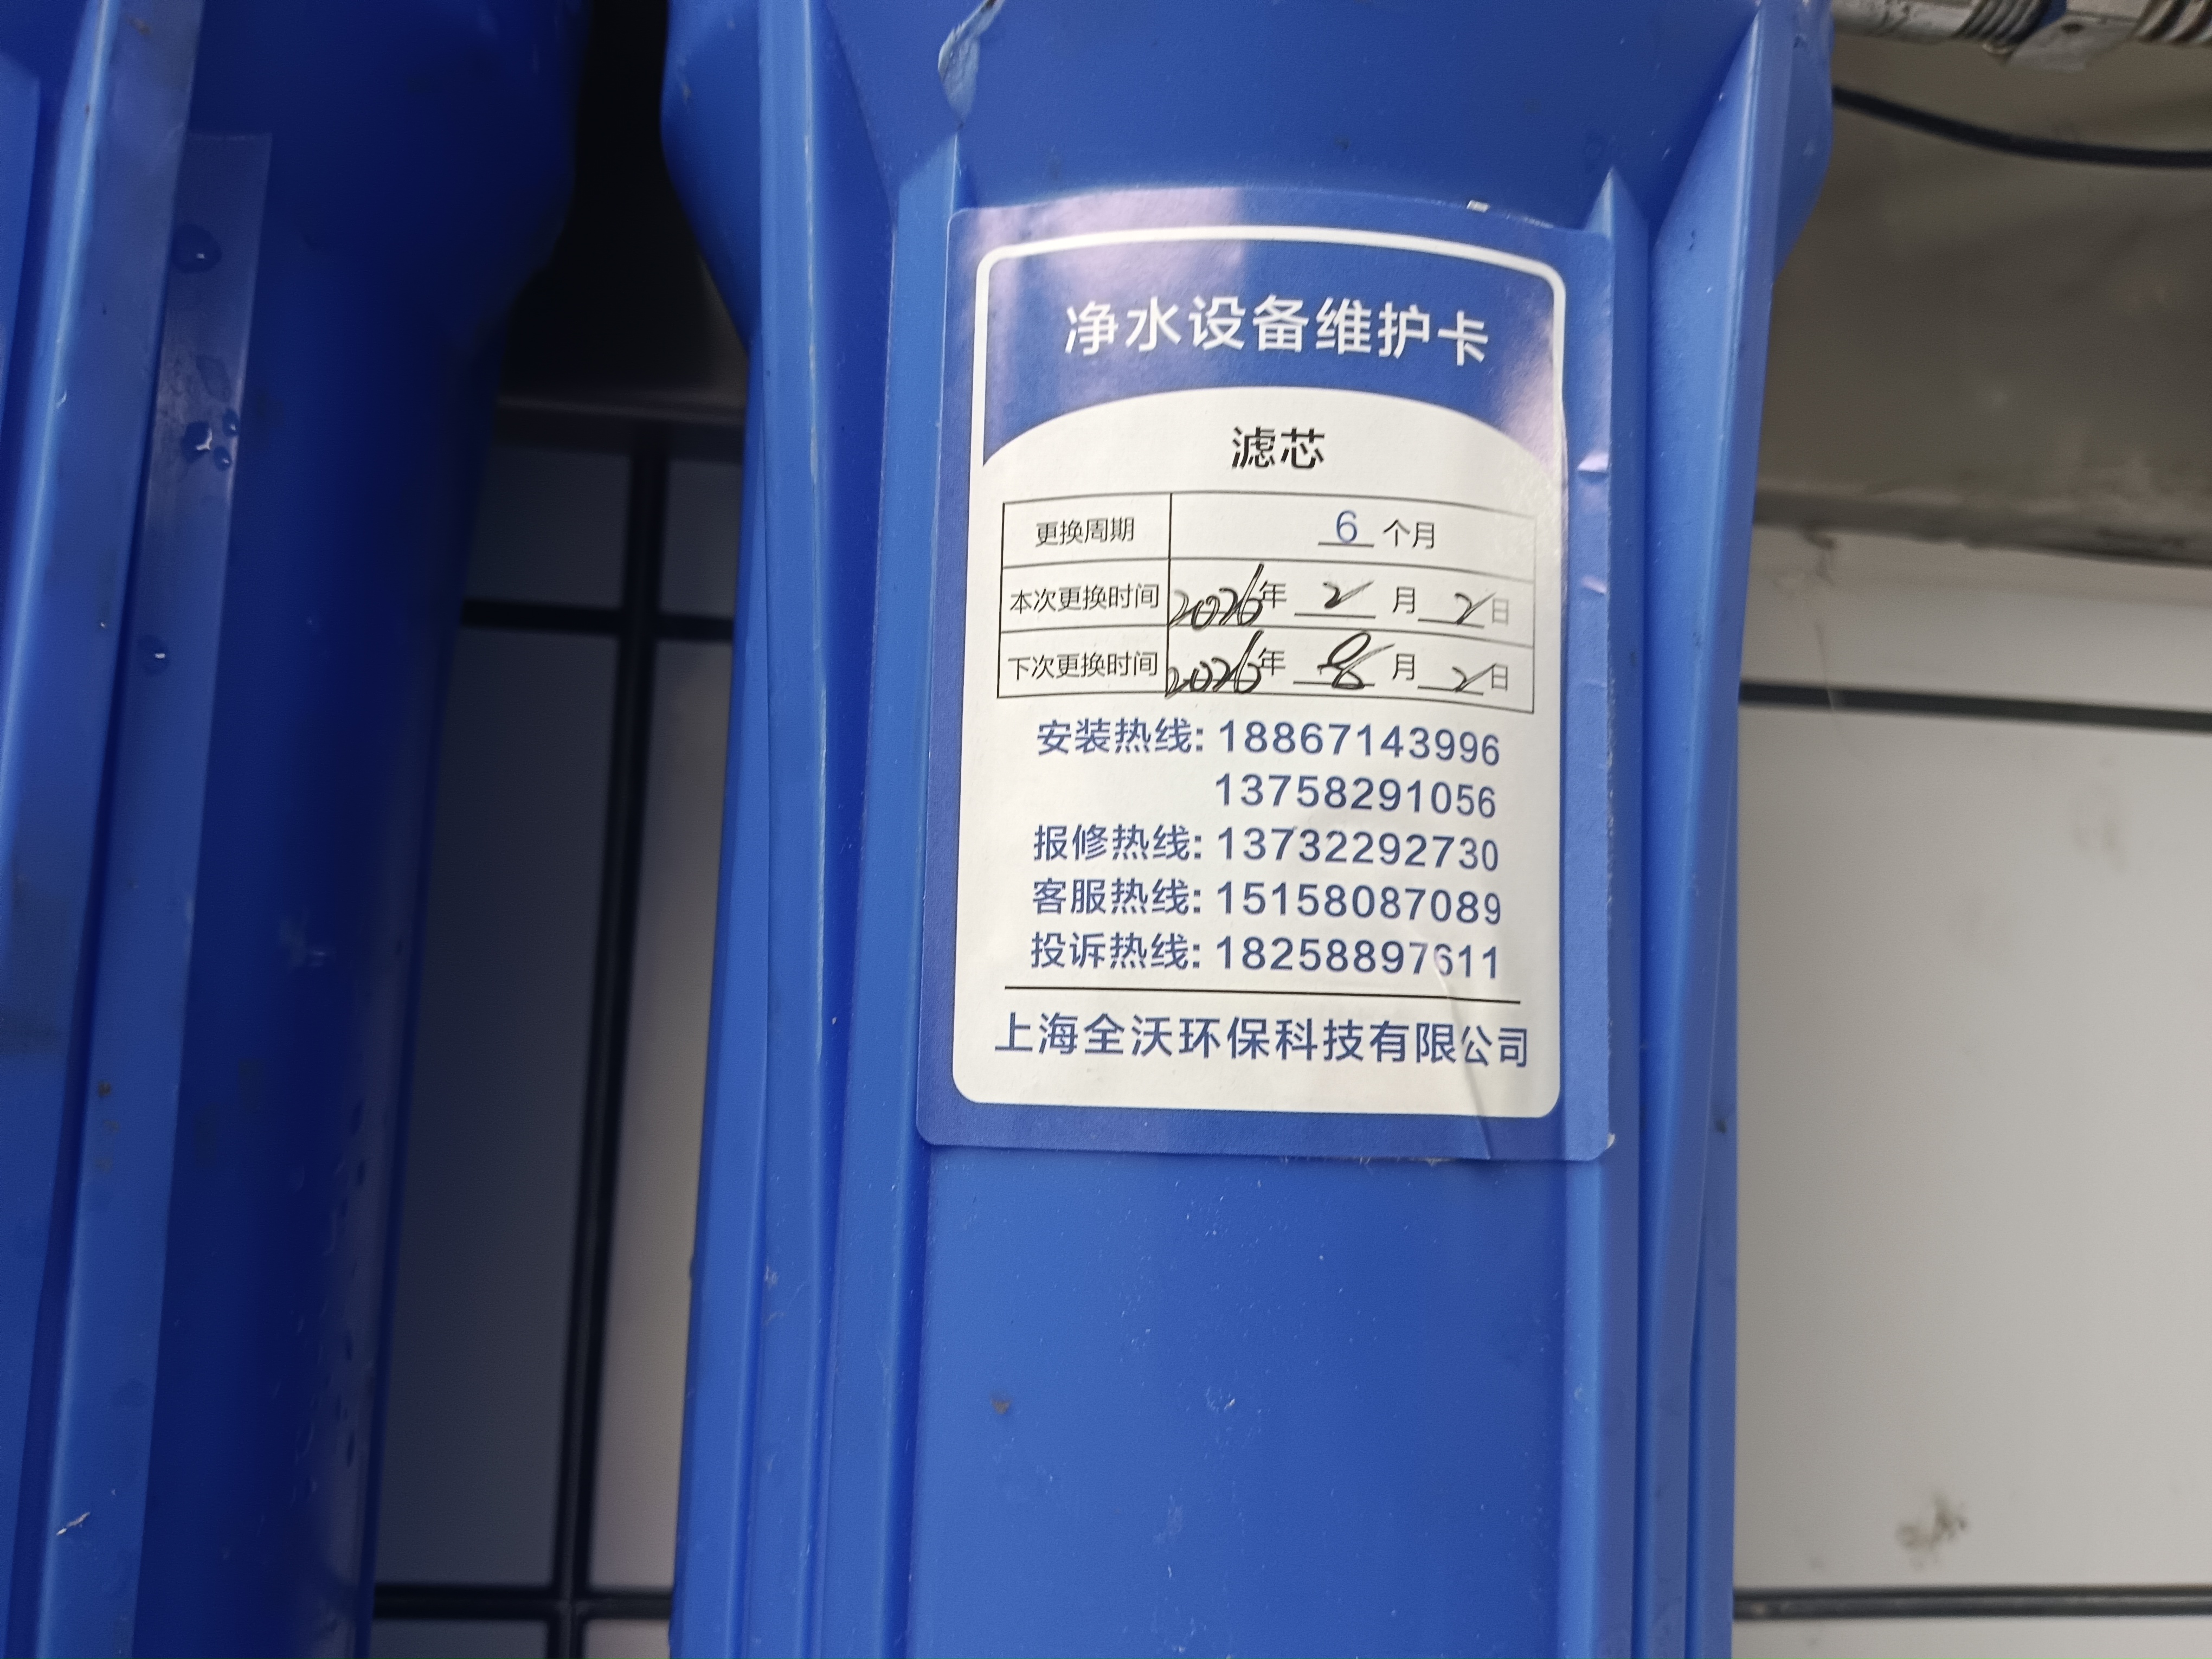 净水设备维护卡
滤芯
更换周期 6 个月
本次更换时间 2026年 2 月 2 日
下次更换时间 2026年 8 月 2 日
安装热线: 18867143996
13758291056
报修热线: 13732292730
客服热线: 15158087089
投诉热线: 18258897611
上海全沃环保科技有限公司